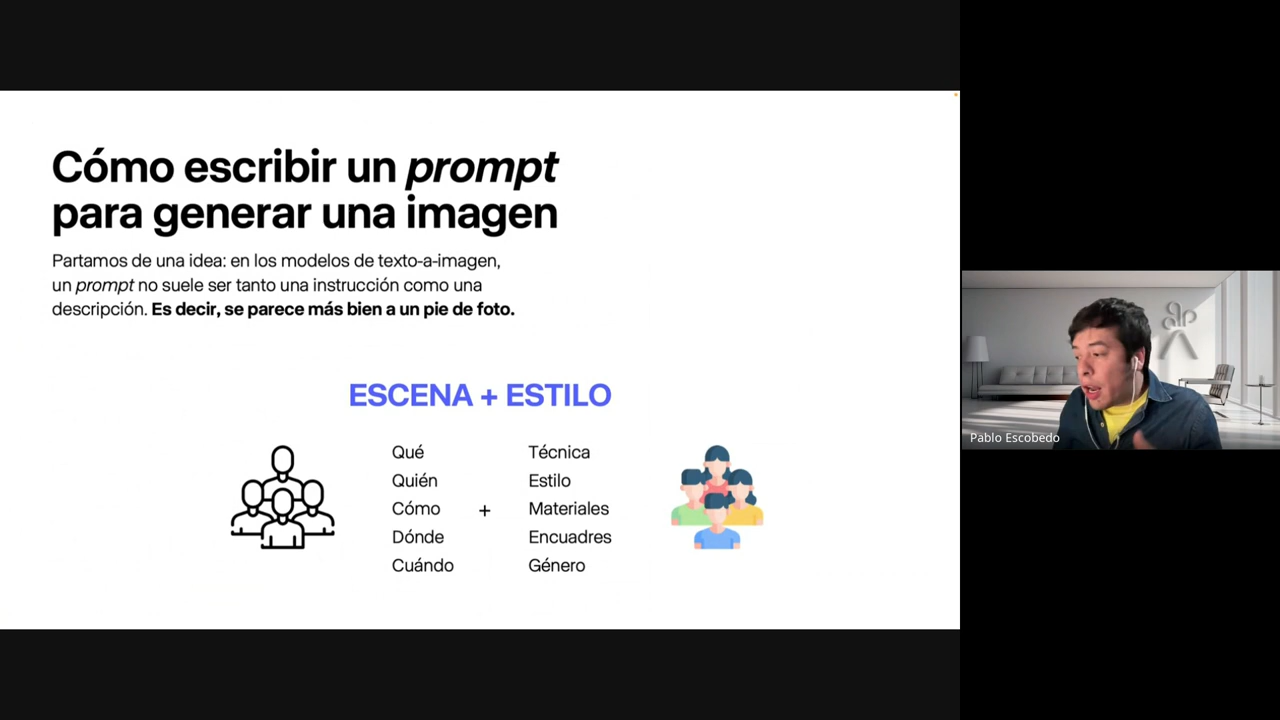 Cómo escribir un prompt
para generar una imagen
Partamos de una idea: en los modelos de texto-a-imagen,
un prompt no suele ser tanto una instrucción como una
descripción. Es decir, se parece más bien a un pie de foto.
ESCENA + ESTILO
Qué
Quién
Cómo
Dónde
Cuándo
+
Técnica
Estilo
Materiales
Encuadres
Género
Pablo Escobedo